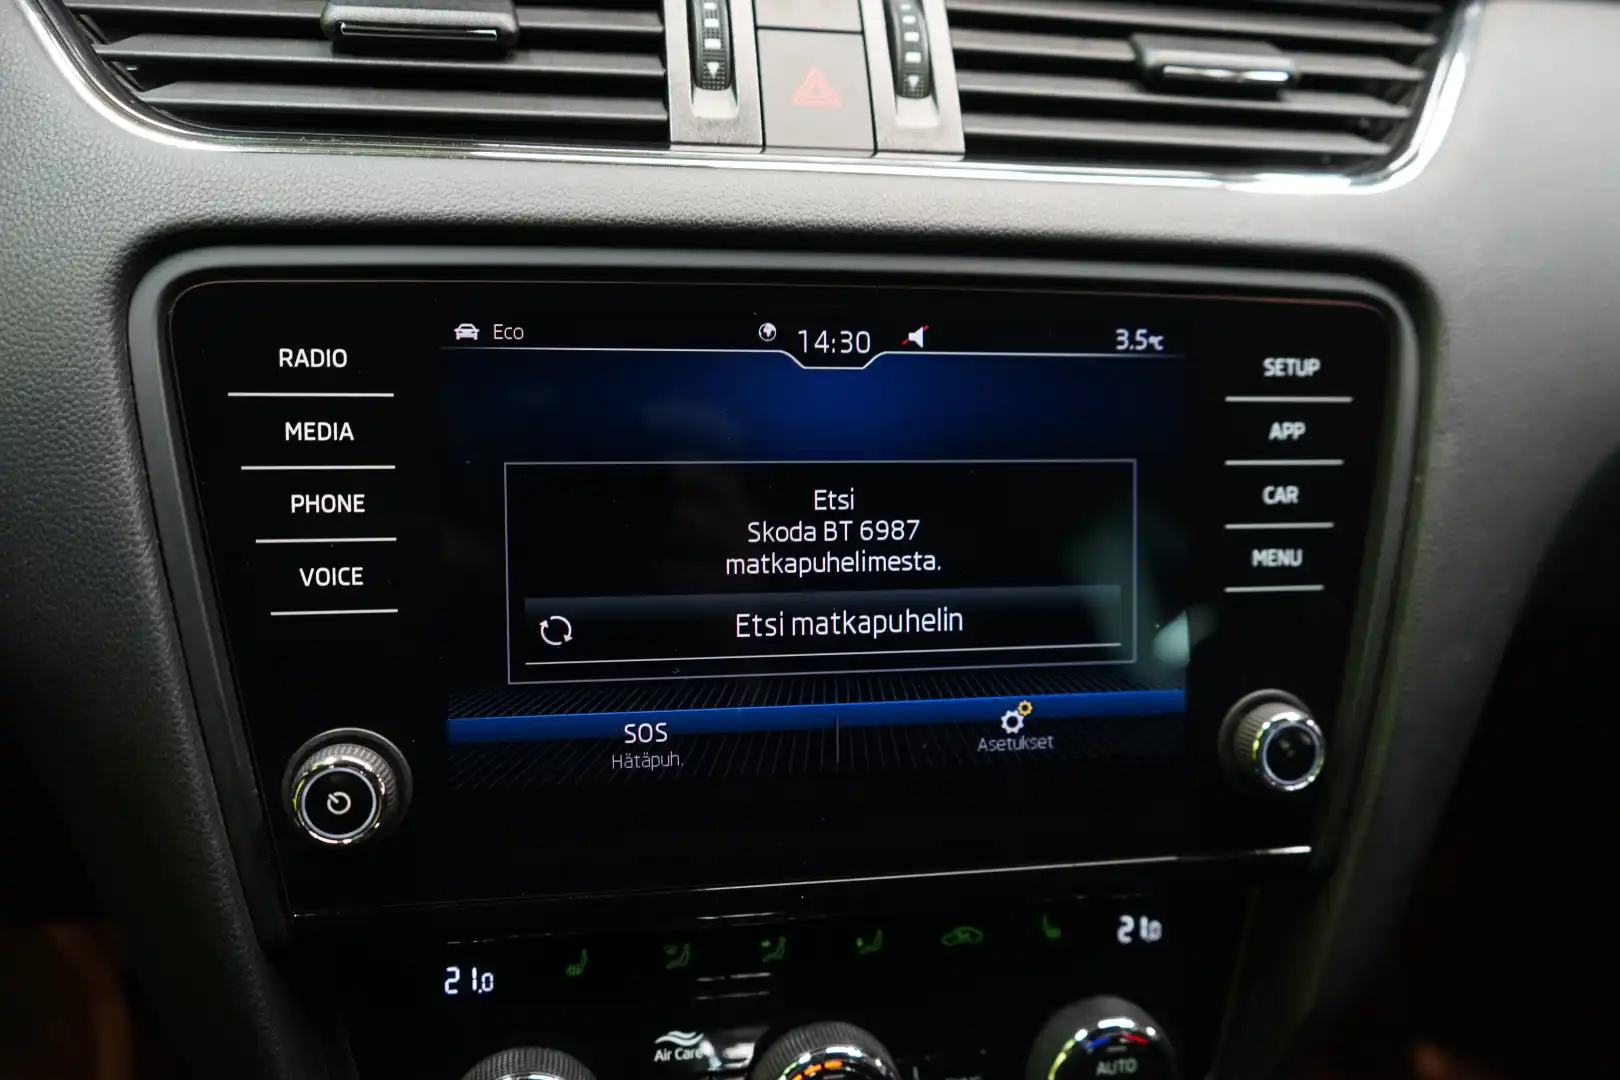 Eco
14:30
3.5°C
RADIO
MEDIA
PHONE
VOICE
SETUP
APP
CAR
MENU
Etsi
Skoda BT 6987
matkapuhelimesta.
Etsi matkapuhelin
SOS
Hätäpuh.
Asetukset
21.0
21.0
Air Care
AUTO